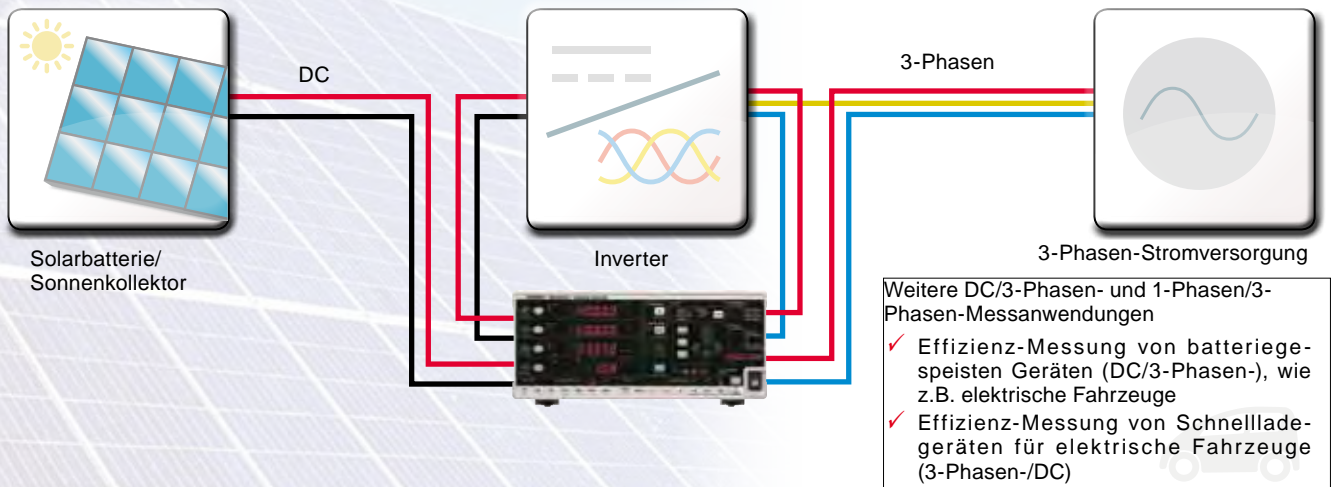 DC
3-Phasen
Solarbatterie/
Sonnenkollektor
Inverter
3-Phasen-Stromversorgung
Weitere DC/3-Phasen- und 1-Phasen/3-
Phasen-Messanwendungen
✓ Effizienz-Messung von batteriege-
speisten Geräten (DC/3-Phasen-), wie
z.B. elektrische Fahrzeuge
✓ Effizienz-Messung von Schnelllade-
geräten für elektrische Fahrzeuge
(3-Phasen-/DC)